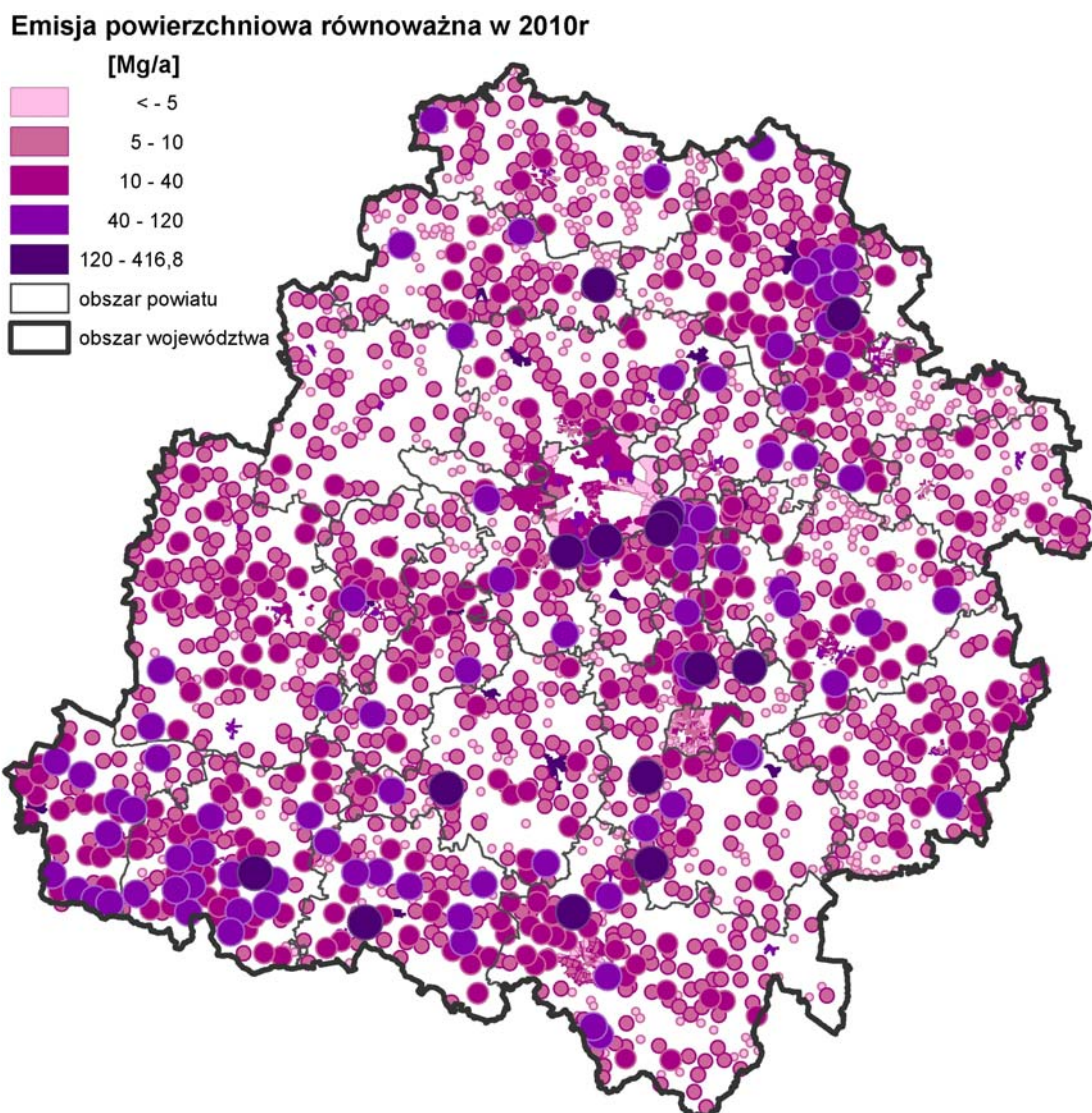 Emisja powierzchniowa równoważna w 2010r
[Mg/a]
< - 5
5 - 10
10 - 40
40 - 120
120 - 416,8
obszar powiatu
obszar województwa